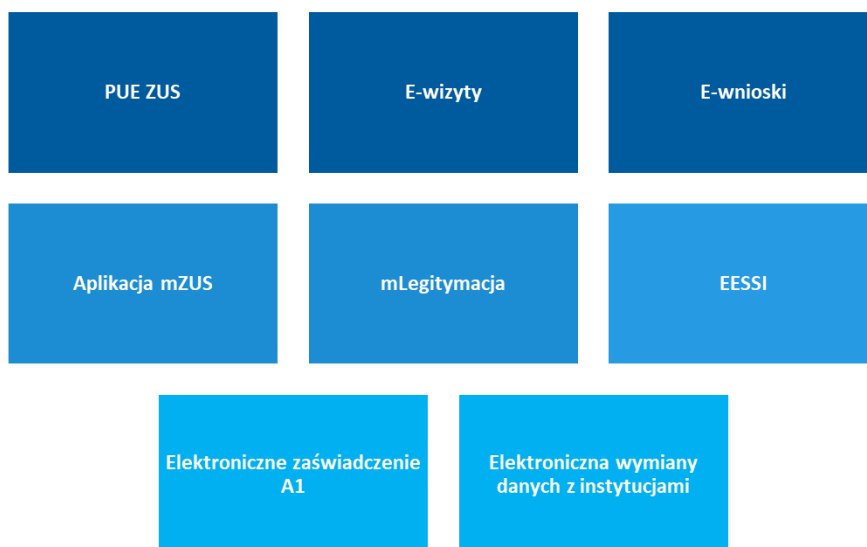 PUE ZUS
E-wizyty
E-wnioski
Aplikacja mZUS
mLegitymacja
EESSI
Elektroniczne zaświadczenie
A1
Elektroniczna wymiany
danych z instytucjami